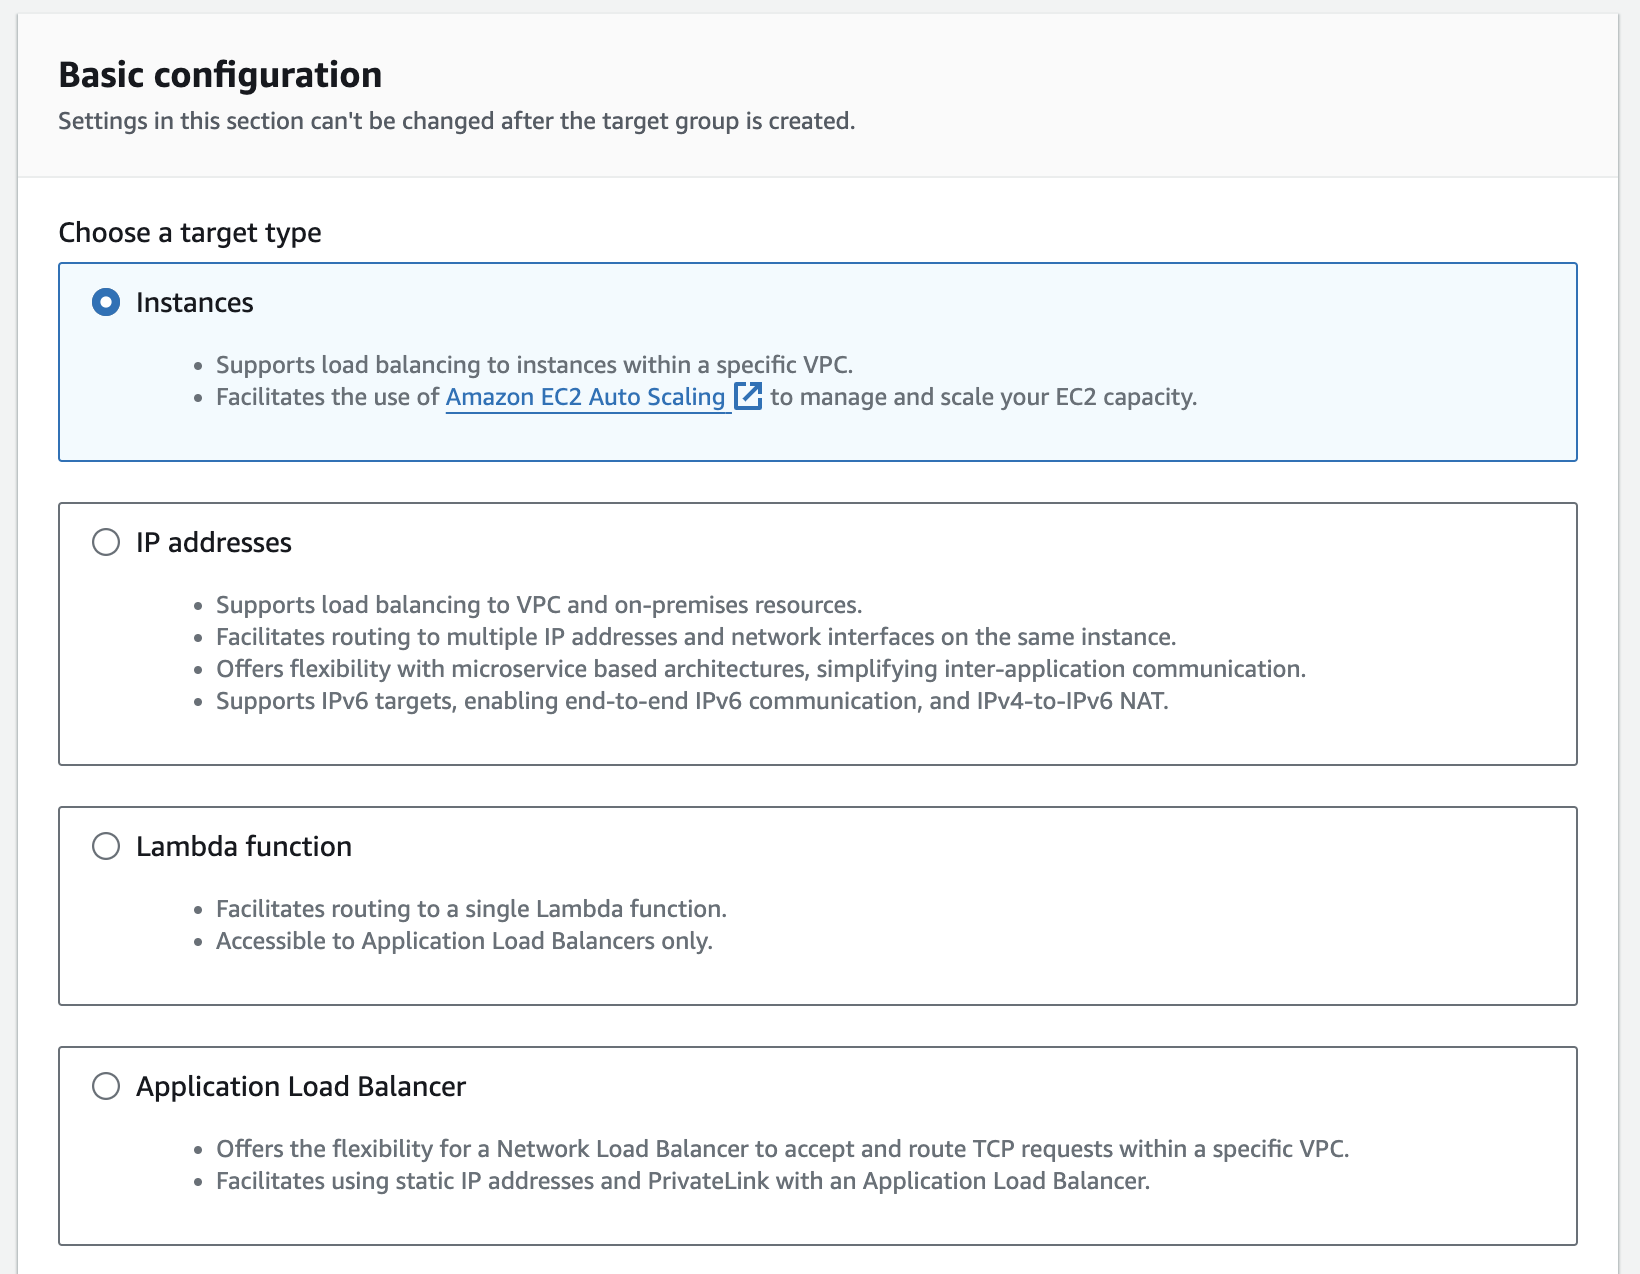 Basic configuration
Settings in this section can't be changed after the target group is created.
Choose a target type
Instances
Supports load balancing to instances within a specific VPC.
Facilitates the use of Amazon EC2 Auto Scaling to manage and scale your EC2 capacity.
IP addresses
Supports load balancing to VPC and on-premises resources.
Facilitates routing to multiple IP addresses and network interfaces on the same instance.
Offers flexibility with microservice based architectures, simplifying inter-application communication.
Supports IPv6 targets, enabling end-to-end IPv6 communication, and IPv4-to-IPv6 NAT.
Lambda function
Facilitates routing to a single Lambda function.
Accessible to Application Load Balancers only.
Application Load Balancer
Offers the flexibility for a Network Load Balancer to accept and route TCP requests within a specific VPC.
Facilitates using static IP addresses and PrivateLink with an Application Load Balancer.